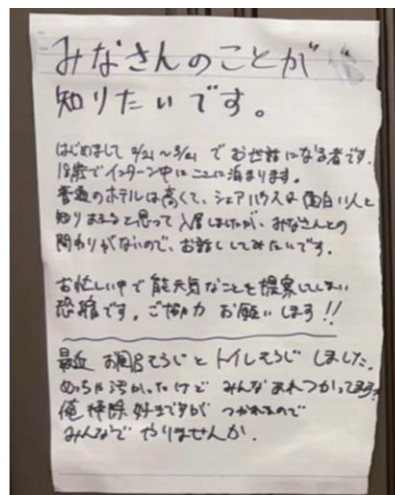 みなさんのことが
知りたいです。
はじめまして 2/21〜3/21 で お世話になる者です。
18歳でインターン中にここに泊まります。
普通のホテルは高くて、シェアハウスは面白い人と
知りあえると思って入居しましたが、みなさんとの
関わりがないので、お話ししてみたいです。
お忙しい中で能天気なことを提案してしまい
恐縮です。ご協力 お願いします!!
最近 お風呂そうじとトイレそうじ しました。
めっちゃ汚かったけど みんなあれつかってます?
俺掃除好きですが つかれるので
みんなで やりませんか.